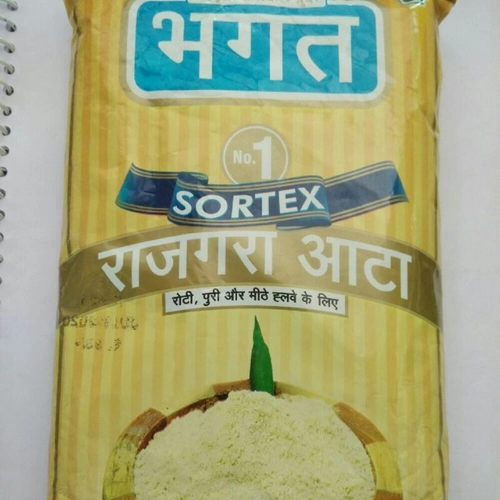 भगत
No.1
SORTEX
राजगरा आटा
रोटी, पुरी और मीठे हलवे के लिए